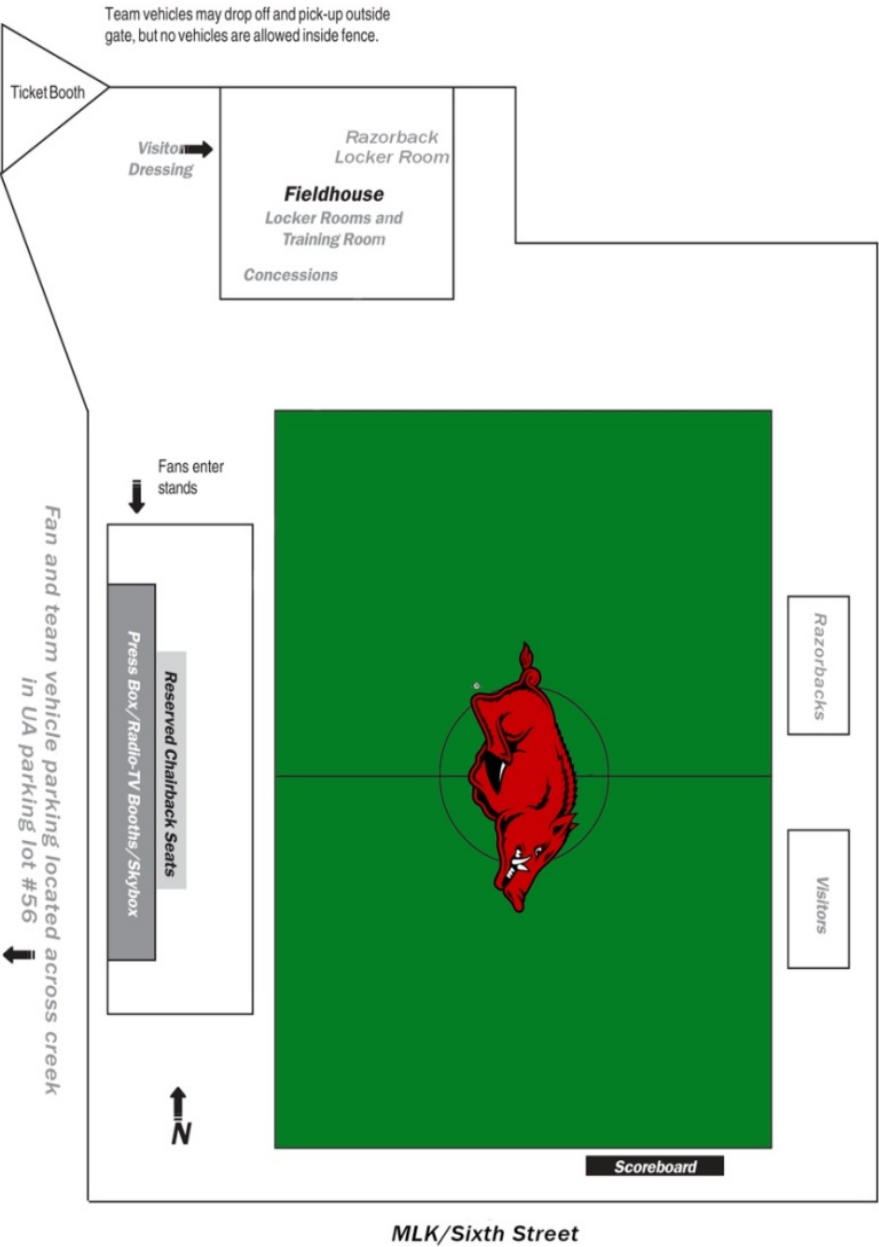 Team vehicles may drop off and pick-up outside
gate, but no vehicles are allowed inside fence.
Ticket Booth
Visitor
Dressing
Razorback
Locker Room
Fieldhouse
Locker Rooms and
Training Room
Concessions
Fans enter
stands
Fan and team vehicle parking located across creek
in UA parking lot #56
Press Box/Radio-TV Booths/Skybox
Reserved Chairback Seats
Razorbacks
Visitors
N
Scoreboard
MLK/Sixth Street